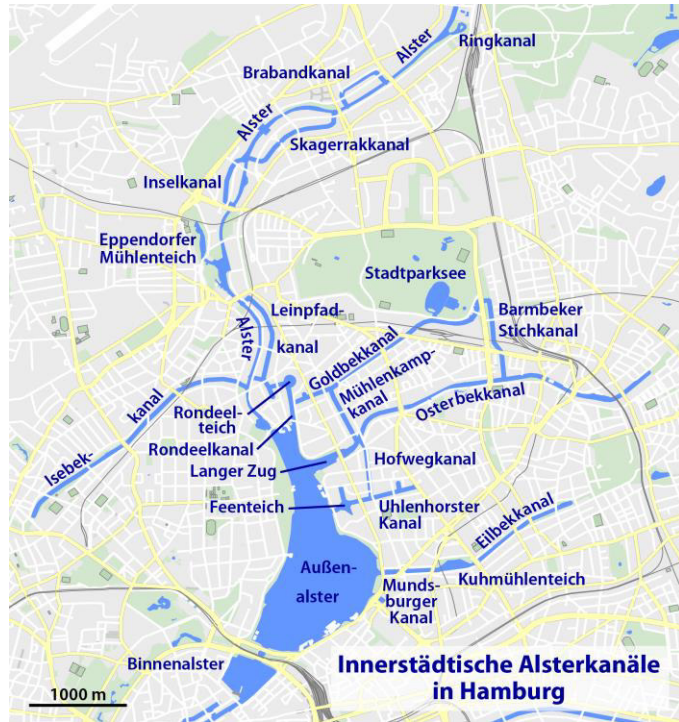 Alster
Ringkanal
Brabandkanal
Alster
Skagerrakkanal
Inselkanal
Eppendorfer
Mühlenteich
Stadtparksee
Leinpfad-
kanal
Barmbeker
Stichkanal
Alster
Goldbekkanal
Mühlenkamp-
kanal
Osterbekkanal
Isebek-
kanal
Rondeel-
teich
Rondeelkanal
Langer Zug
Hofwegkanal
Feenteich
Uhlenhorster
Kanal
Eilbekkanal
Außen-
alster
Kuhmühlenteich
Munds-
burger
Kanal
Binnenalster
Innerstädtische Alsterkanäle
in Hamburg
1000 m